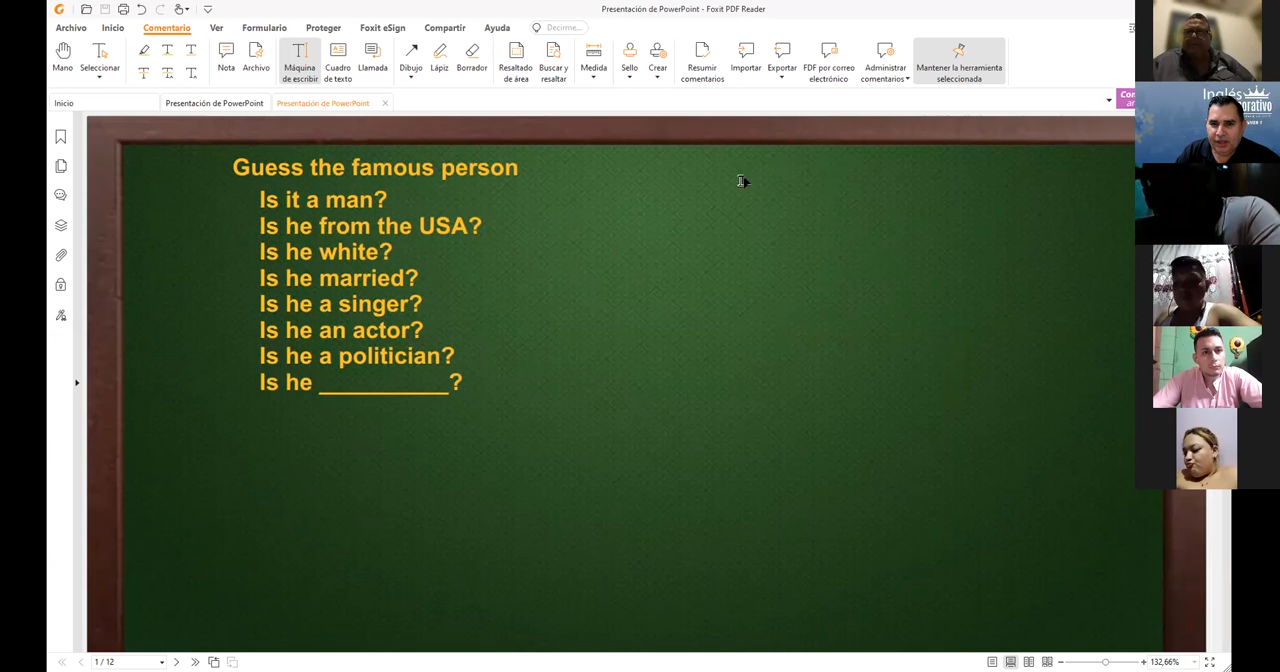 Presentación de PowerPoint - Foxit PDF Reader
Archivo Inicio Comentario Ver Formulario Proteger Foxit eSign Compartir Ayuda Decirme...
Mano Seleccionar Nota Archivo Máquina de escribir Cuadro de texto Llamada Dibujo Lápiz Borrador Resaltado de área Buscar y resaltar Medida Sello Crear Resumir comentarios Importar Exportar FDF por correo electrónico Administrar comentarios Mantener la herramienta seleccionada
Inicio Presentación de PowerPoint Presentación de PowerPoint
Inglés
orativo
Guess the famous person
Is it a man?
Is he from the USA?
Is he white?
Is he married?
Is he a singer?
Is he an actor?
Is he a politician?
Is he __________?
1 / 12 132,66%